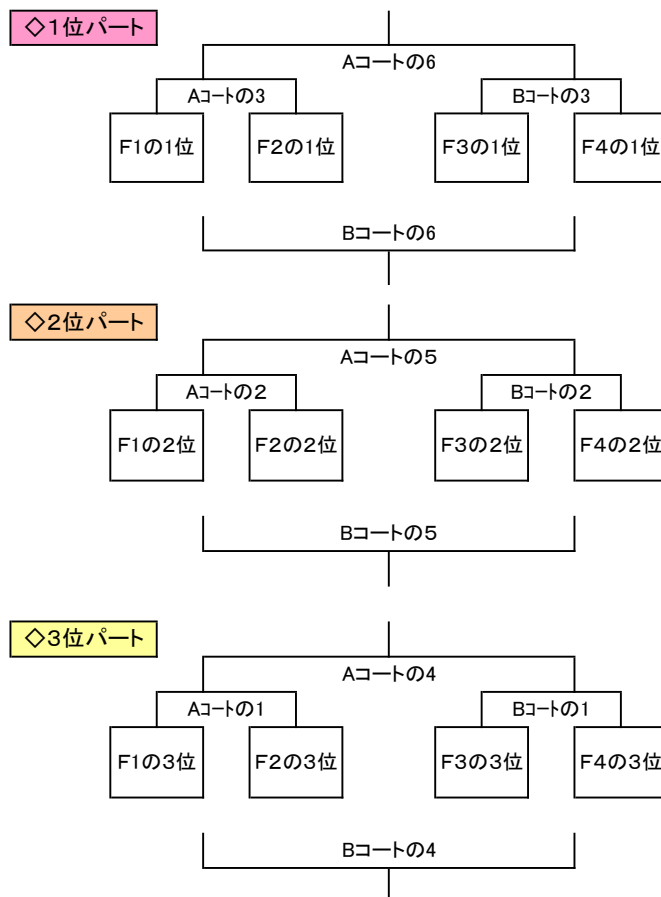 ◇1位パート
Aコートの6
Aコートの3
Bコートの3
F1の1位
F2の1位
F3の1位
F4の1位
Bコートの6
◇2位パート
Aコートの5
Aコートの2
Bコートの2
F1の2位
F2の2位
F3の2位
F4の2位
Bコートの5
◇3位パート
Aコートの4
Aコートの1
Bコートの1
F1の3位
F2の3位
F3の3位
F4の3位
Bコートの4